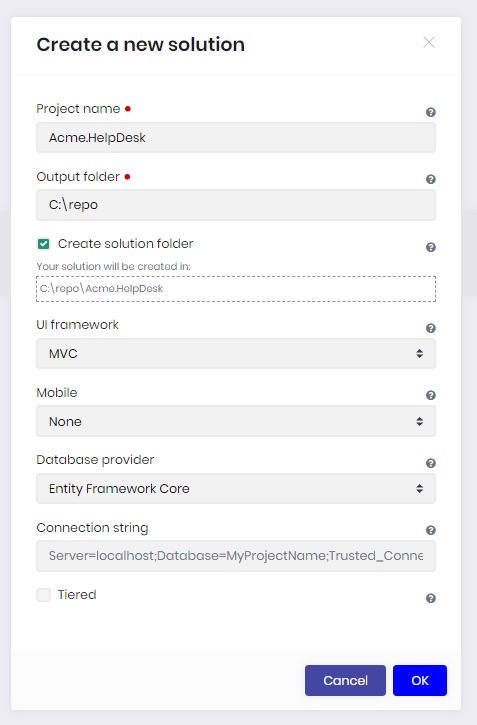 Create a new solution
Project name
Acme.HelpDesk
Output folder
C:\repo
Create solution folder
Your solution will be created in:
C:\repo\Acme.HelpDesk
UI framework
MVC
Mobile
None
Database provider
Entity Framework Core
Connection string
Server=localhost;Database=MyProjectName;Trusted_Conne
Tiered
Cancel OK